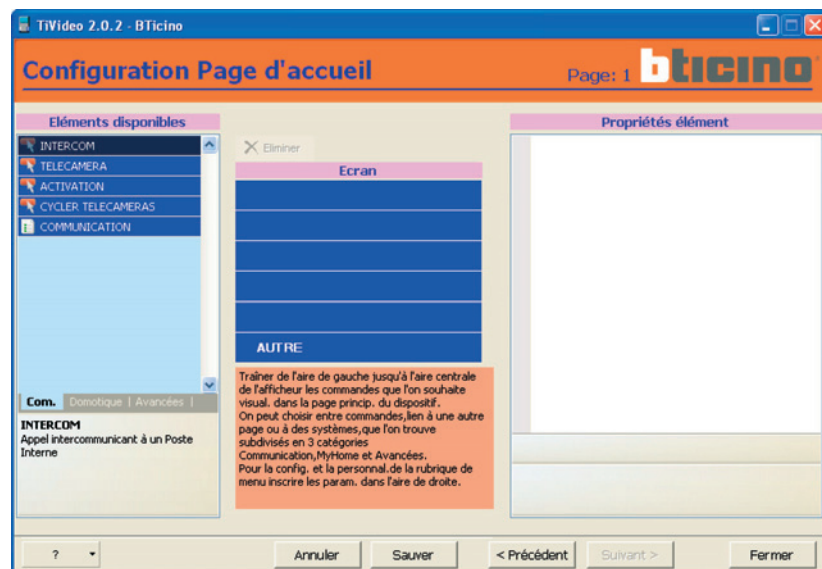 TiVideo 2.0.2 - BTicino
Configuration Page d'accueil
Page: 1
bticino
Eléments disponibles
INTERCOM
TELECAMERA
ACTIVATION
CYCLER TELECAMERAS
COMMUNICATION
Com. Domotique | Avancées |
INTERCOM
Appel intercommunicant à un Poste
Interne
Eliminer
Ecran
AUTRE
Traîner de l'aire de gauche jusqu'à l'aire centrale
de l'afficheur les commandes que l'on souhaite
visual. dans la page princip. du dispositif.
On peut choisir entre commandes,lien à une autre
page ou à des systèmes,que l'on trouve
subdivisés en 3 catégories
Communication,MyHome et Avancées.
Pour la config. et la personnal.de la rubrique de
menu inscrire les param. dans l'aire de droite.
Propriétés élément
?
Annuler
Sauver
< Précédent
Suivant >
Fermer